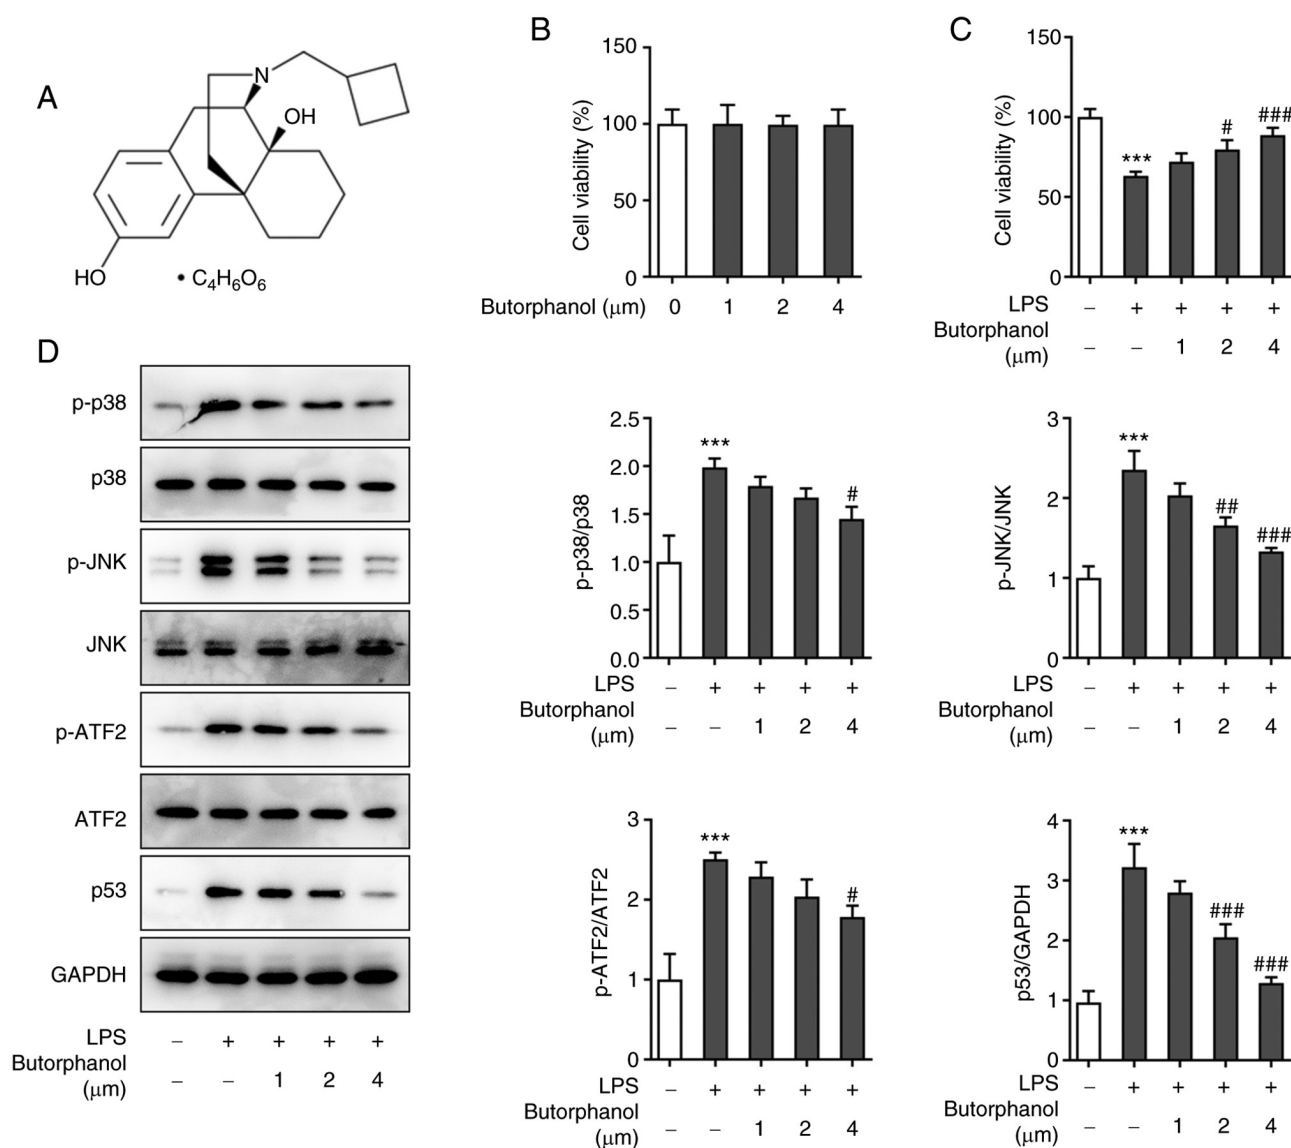 A
N
OH
HO
• C₄H₆O₆
B
150
100
50
0
Cell viability (%)
Butorphanol (μm) 0 1 2 4
C
150
100
50
0
Cell viability (%)
***
#
###
LPS – + + + +
Butorphanol
(μm) – – 1 2 4
D
p-p38
p38
p-JNK
JNK
p-ATF2
ATF2
p53
GAPDH
LPS – + + + +
Butorphanol
(μm) – – 1 2 4
2.5
2.0
1.5
1.0
0.5
0.0
p-p38/p38
***
#
LPS – + + + +
Butorphanol
(μm) – – 1 2 4
3
2
1
0
p-JNK/JNK
***
##
###
LPS – + + + +
Butorphanol
(μm) – – 1 2 4
3
2
1
0
p-ATF2/ATF2
***
#
LPS – + + + +
Butorphanol
(μm) – – 1 2 4
4
3
2
1
0
p53/GAPDH
***
###
###
LPS – + + + +
Butorphanol
(μm) – – 1 2 4